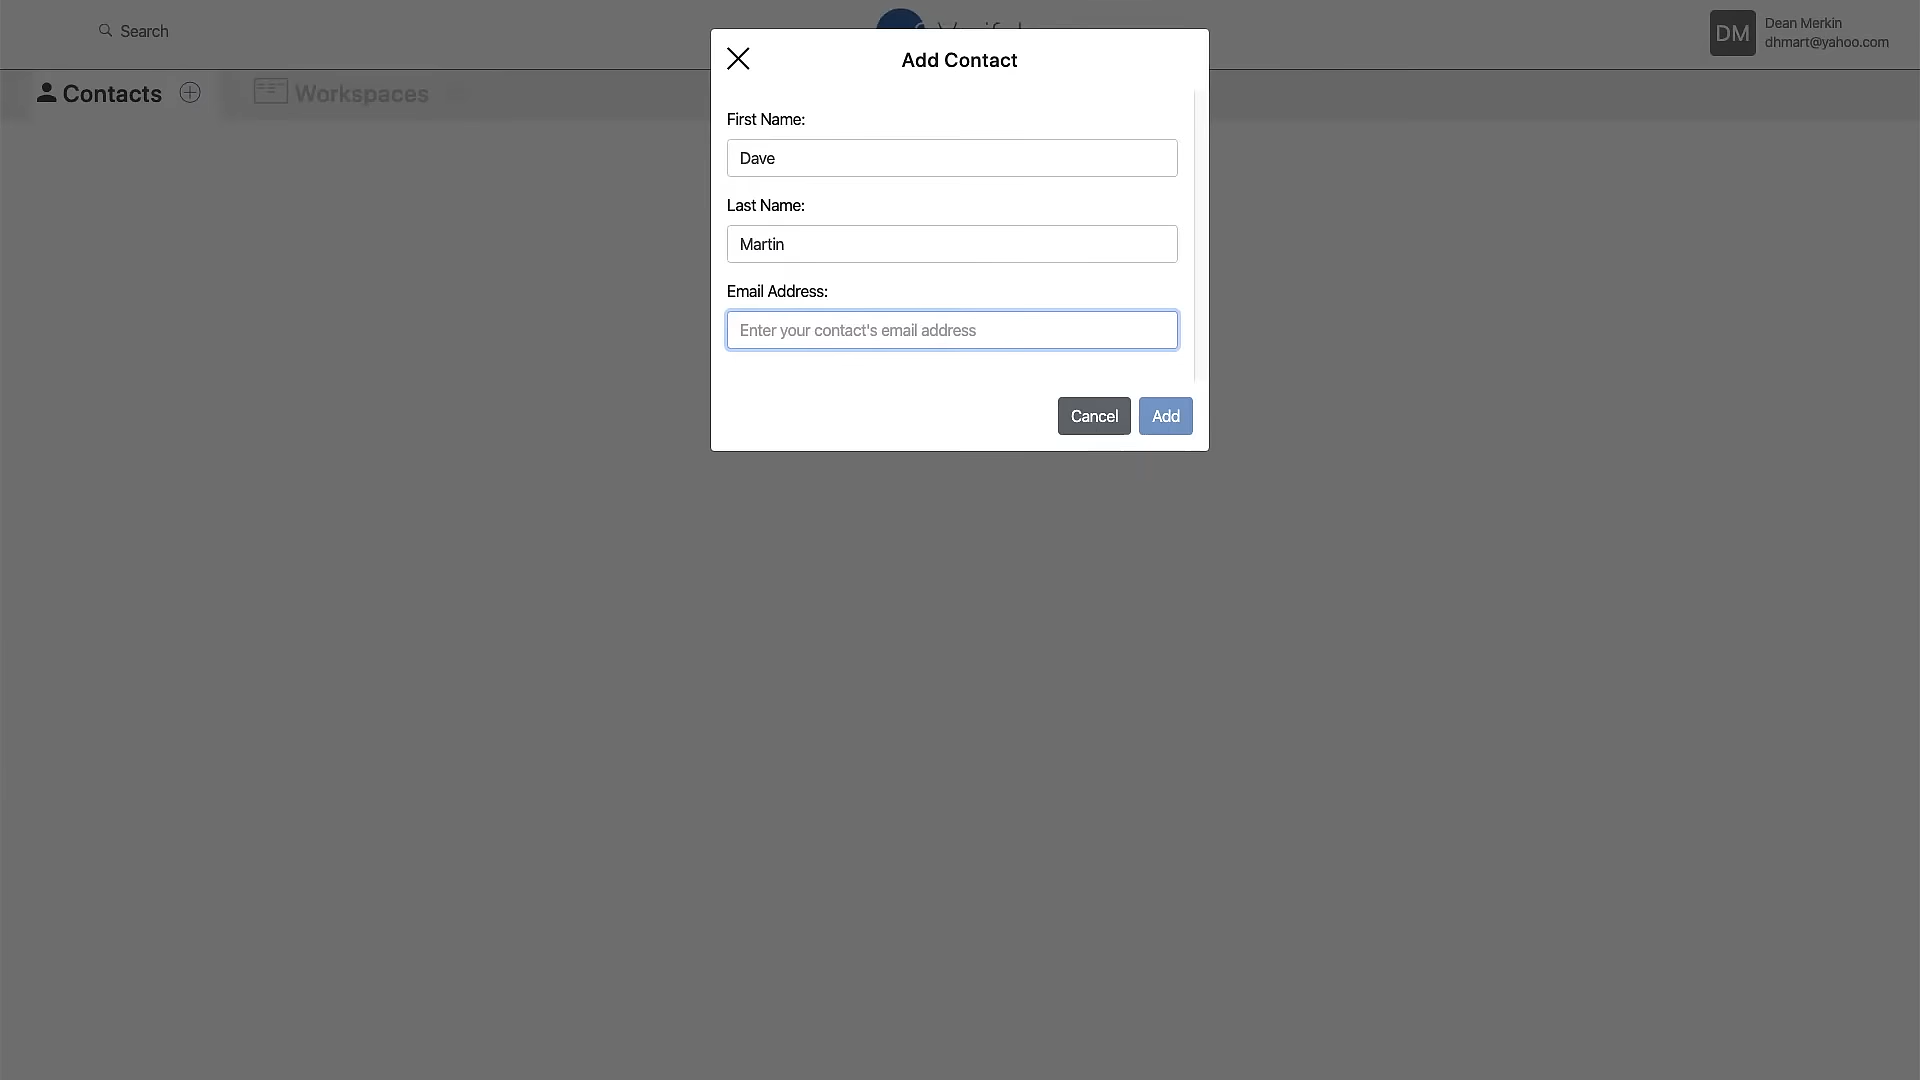 Search
Dean Merkin
DM
dhmart@yahoo.com
Contacts
Workspaces
Add Contact
First Name:
Dave
Last Name:
Martin
Email Address:
Enter your contact's email address
Cancel
Add